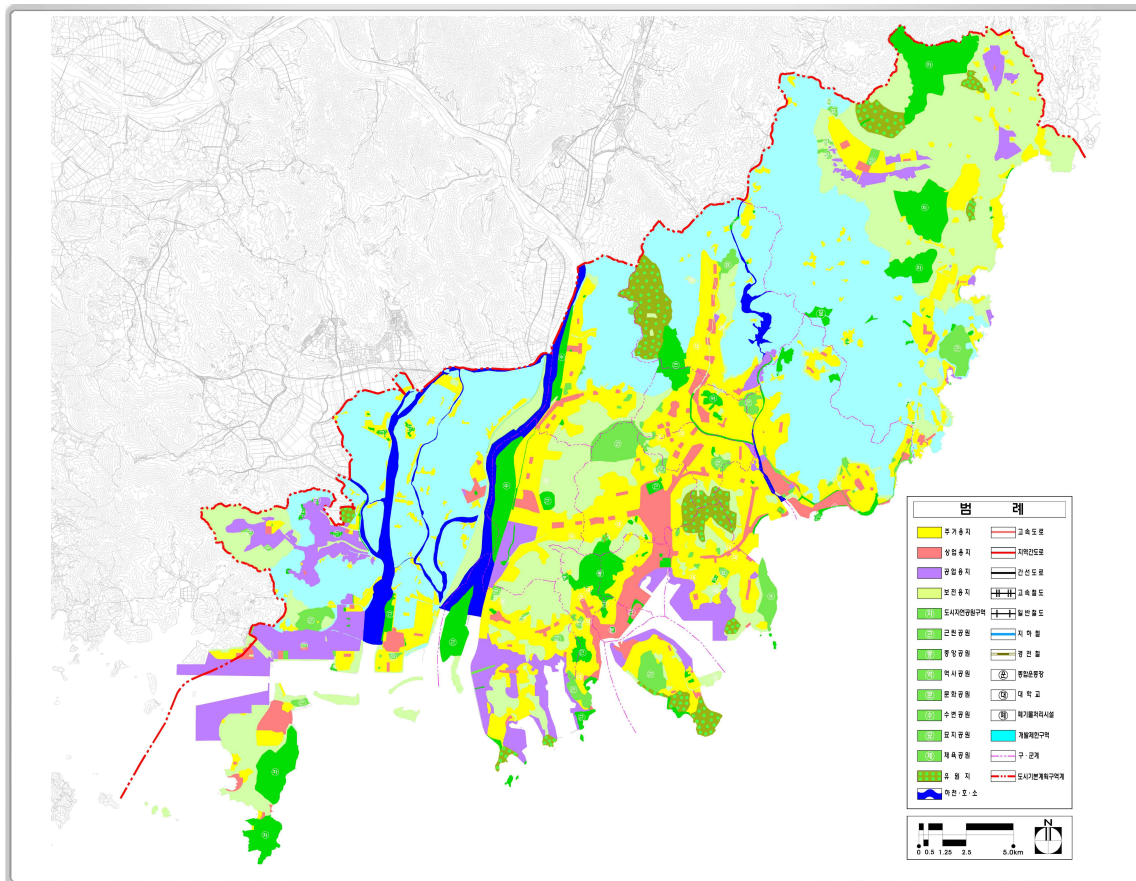 범 례
주거용지
상업용지
공업용지
보전용지
도시자연공원구역
근린공원
중앙공원
역사공원
문화공원
수변공원
묘지공원
체육공원
유 원 지
하천·호·소
고속도로
지역간도로
간선도로
고속철도
일반철도
지 하 철
경 전 철
종합운동장
대 학 교
폐기물처리시설
개발제한구역
구·군계
도시기본계획구역계
N
0 0.5 1.25 2.5 5.0km